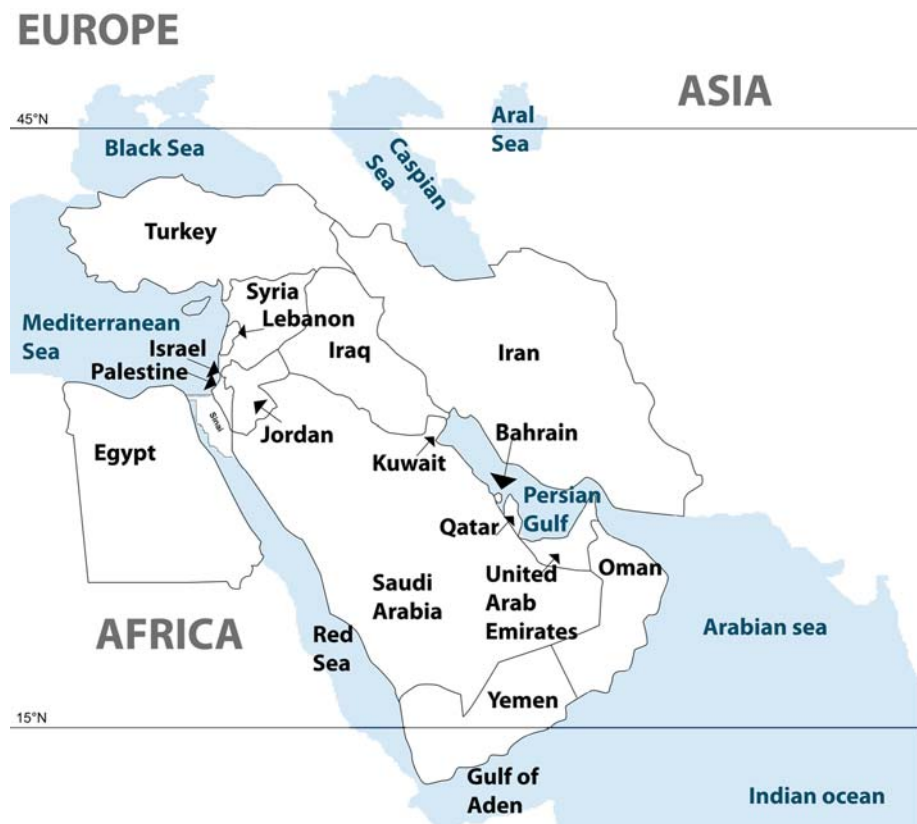 EUROPE
ASIA
45°N
Aral
Sea
Black Sea
Caspian
Sea
Turkey
Syria
Lebanon
Mediterranean
Sea
Israel
Palestine
Iraq
Iran
Sinai
Jordan
Egypt
Kuwait
Bahrain
Persian
Gulf
Qatar
Saudi
Arabia
United
Arab
Emirates
Oman
AFRICA
Red
Sea
Arabian sea
Yemen
15°N
Gulf of
Aden
Indian ocean